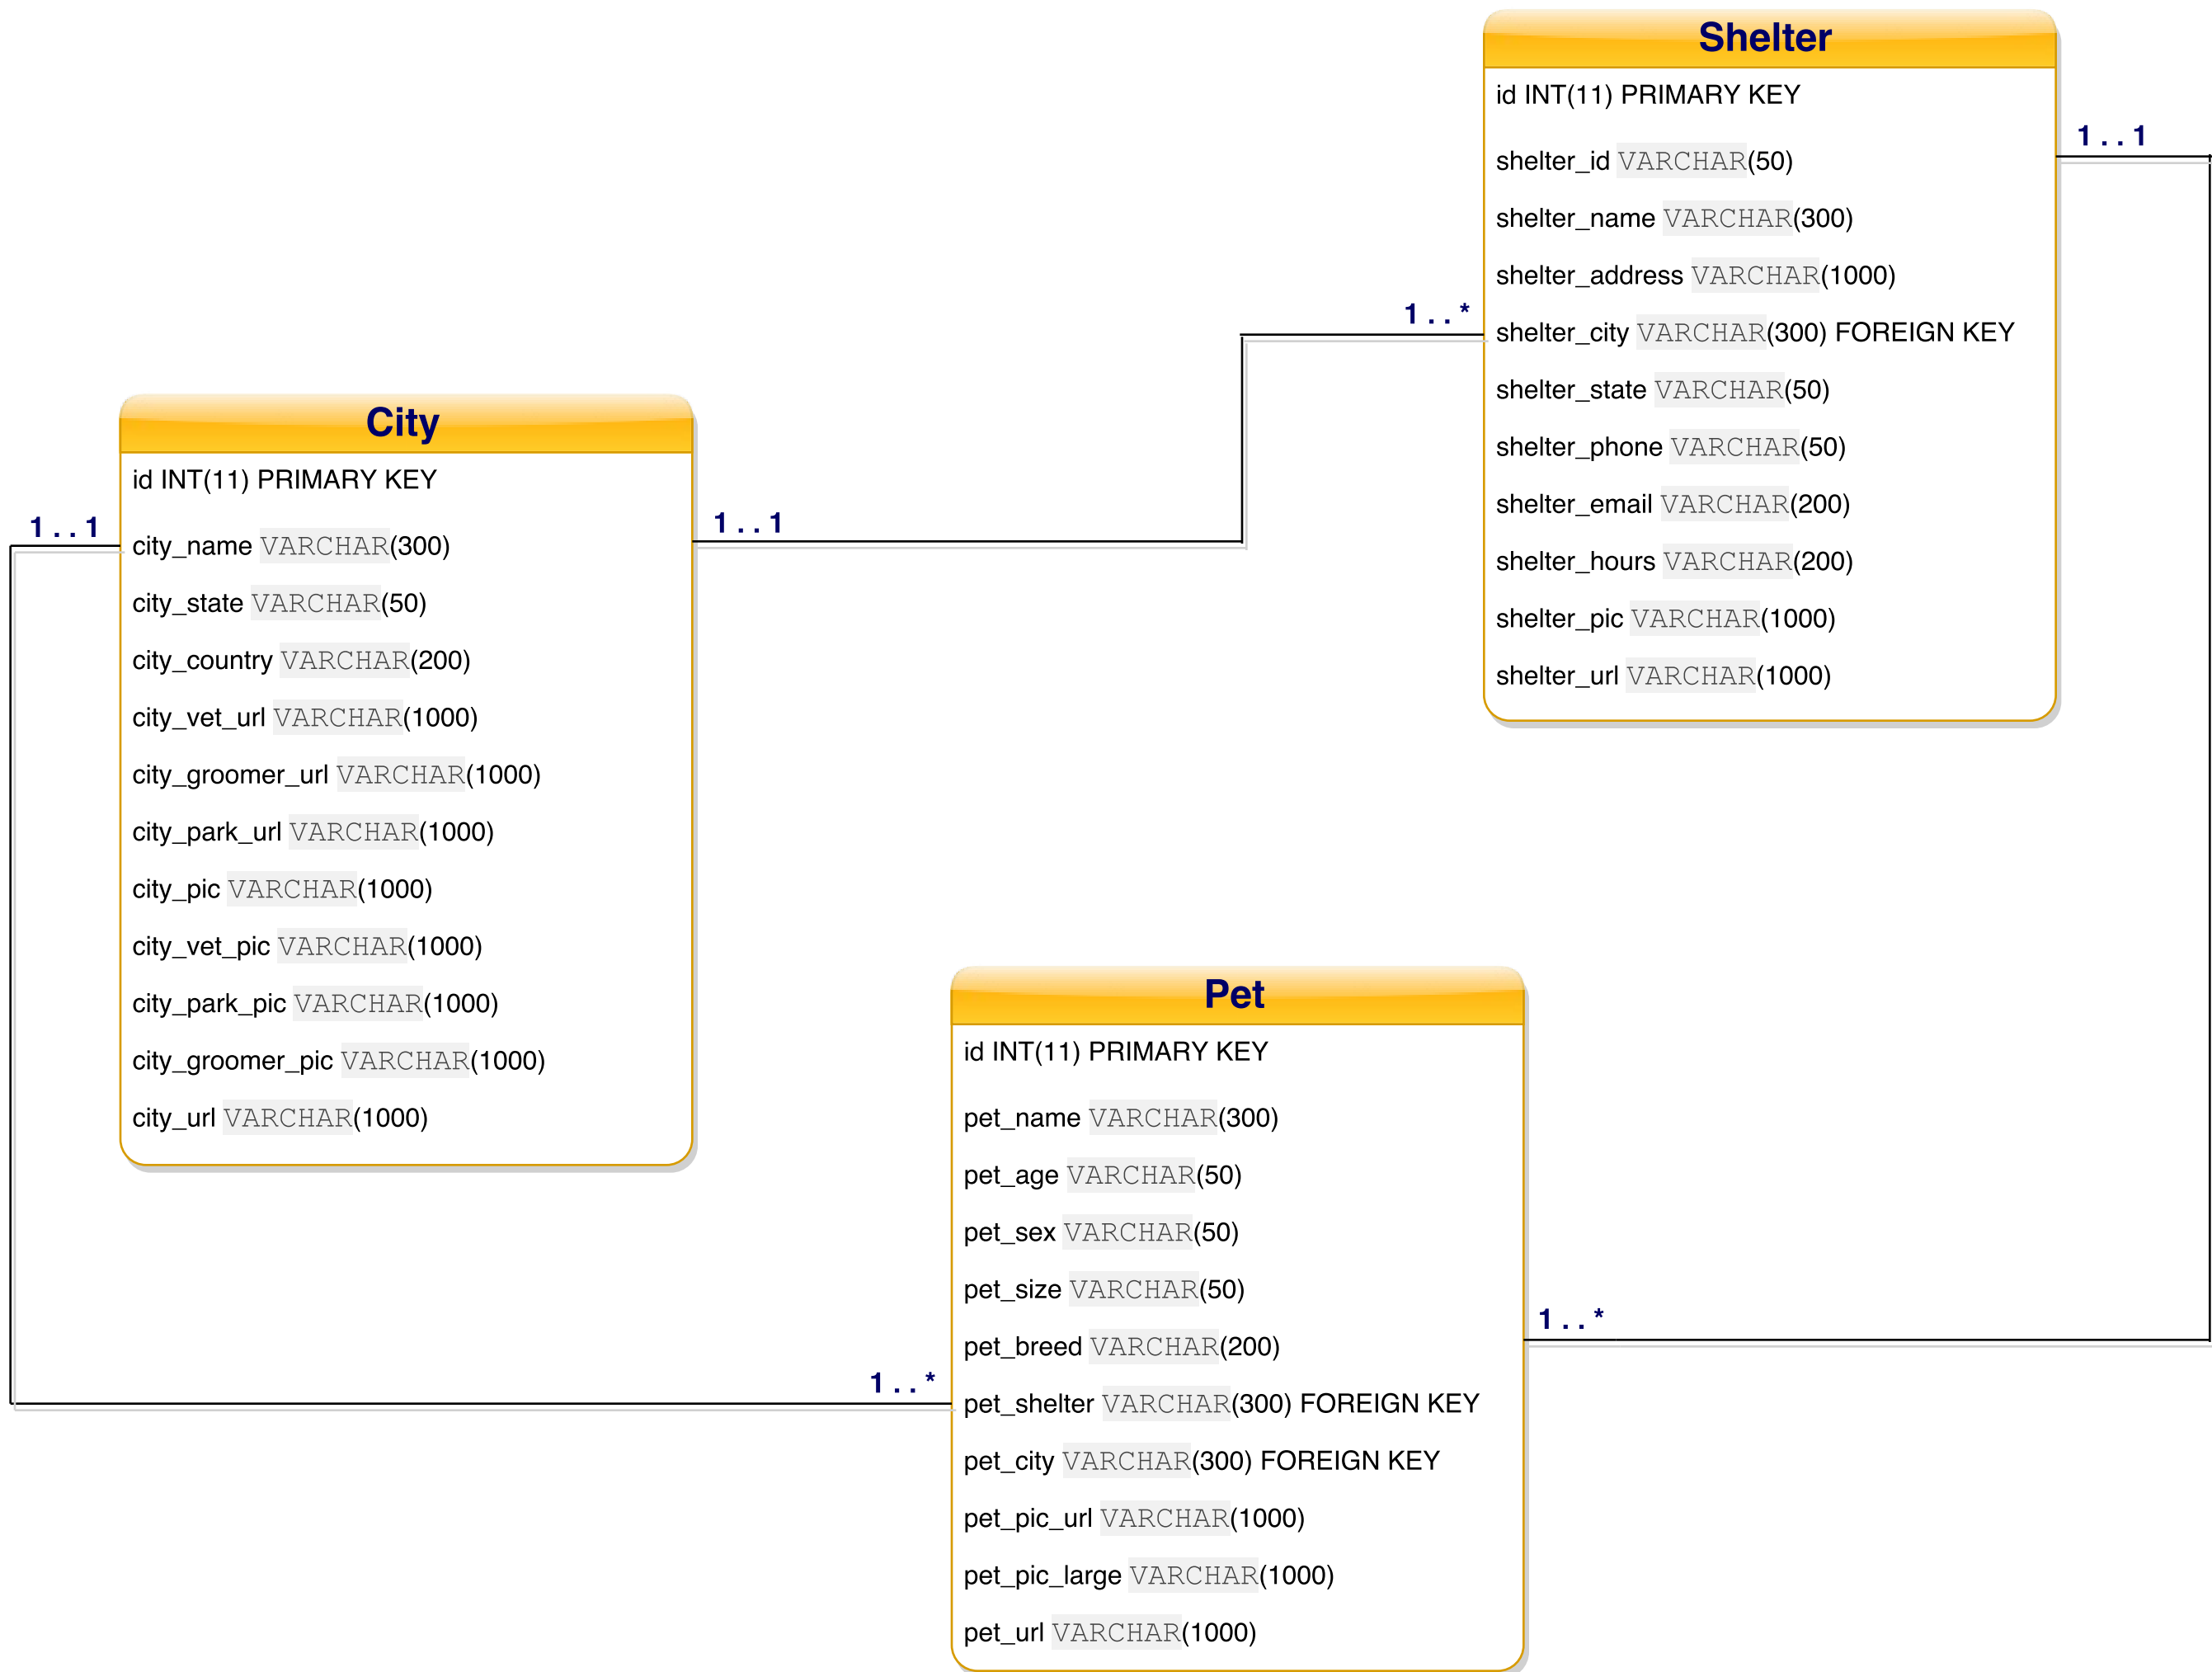 Shelter
id INT(11) PRIMARY KEY
shelter_id VARCHAR(50)
shelter_name VARCHAR(300)
shelter_address VARCHAR(1000)
shelter_city VARCHAR(300) FOREIGN KEY
shelter_state VARCHAR(50)
shelter_phone VARCHAR(50)
shelter_email VARCHAR(200)
shelter_hours VARCHAR(200)
shelter_pic VARCHAR(1000)
shelter_url VARCHAR(1000)
1 . . 1
1 . . *
City
id INT(11) PRIMARY KEY
city_name VARCHAR(300)
city_state VARCHAR(50)
city_country VARCHAR(200)
city_vet_url VARCHAR(1000)
city_groomer_url VARCHAR(1000)
city_park_url VARCHAR(1000)
city_pic VARCHAR(1000)
city_vet_pic VARCHAR(1000)
city_park_pic VARCHAR(1000)
city_groomer_pic VARCHAR(1000)
city_url VARCHAR(1000)
1 . . 1
1 . . 1
Pet
id INT(11) PRIMARY KEY
pet_name VARCHAR(300)
pet_age VARCHAR(50)
pet_sex VARCHAR(50)
pet_size VARCHAR(50)
pet_breed VARCHAR(200)
pet_shelter VARCHAR(300) FOREIGN KEY
pet_city VARCHAR(300) FOREIGN KEY
pet_pic_url VARCHAR(1000)
pet_pic_large VARCHAR(1000)
pet_url VARCHAR(1000)
1 . . *
1 . . *